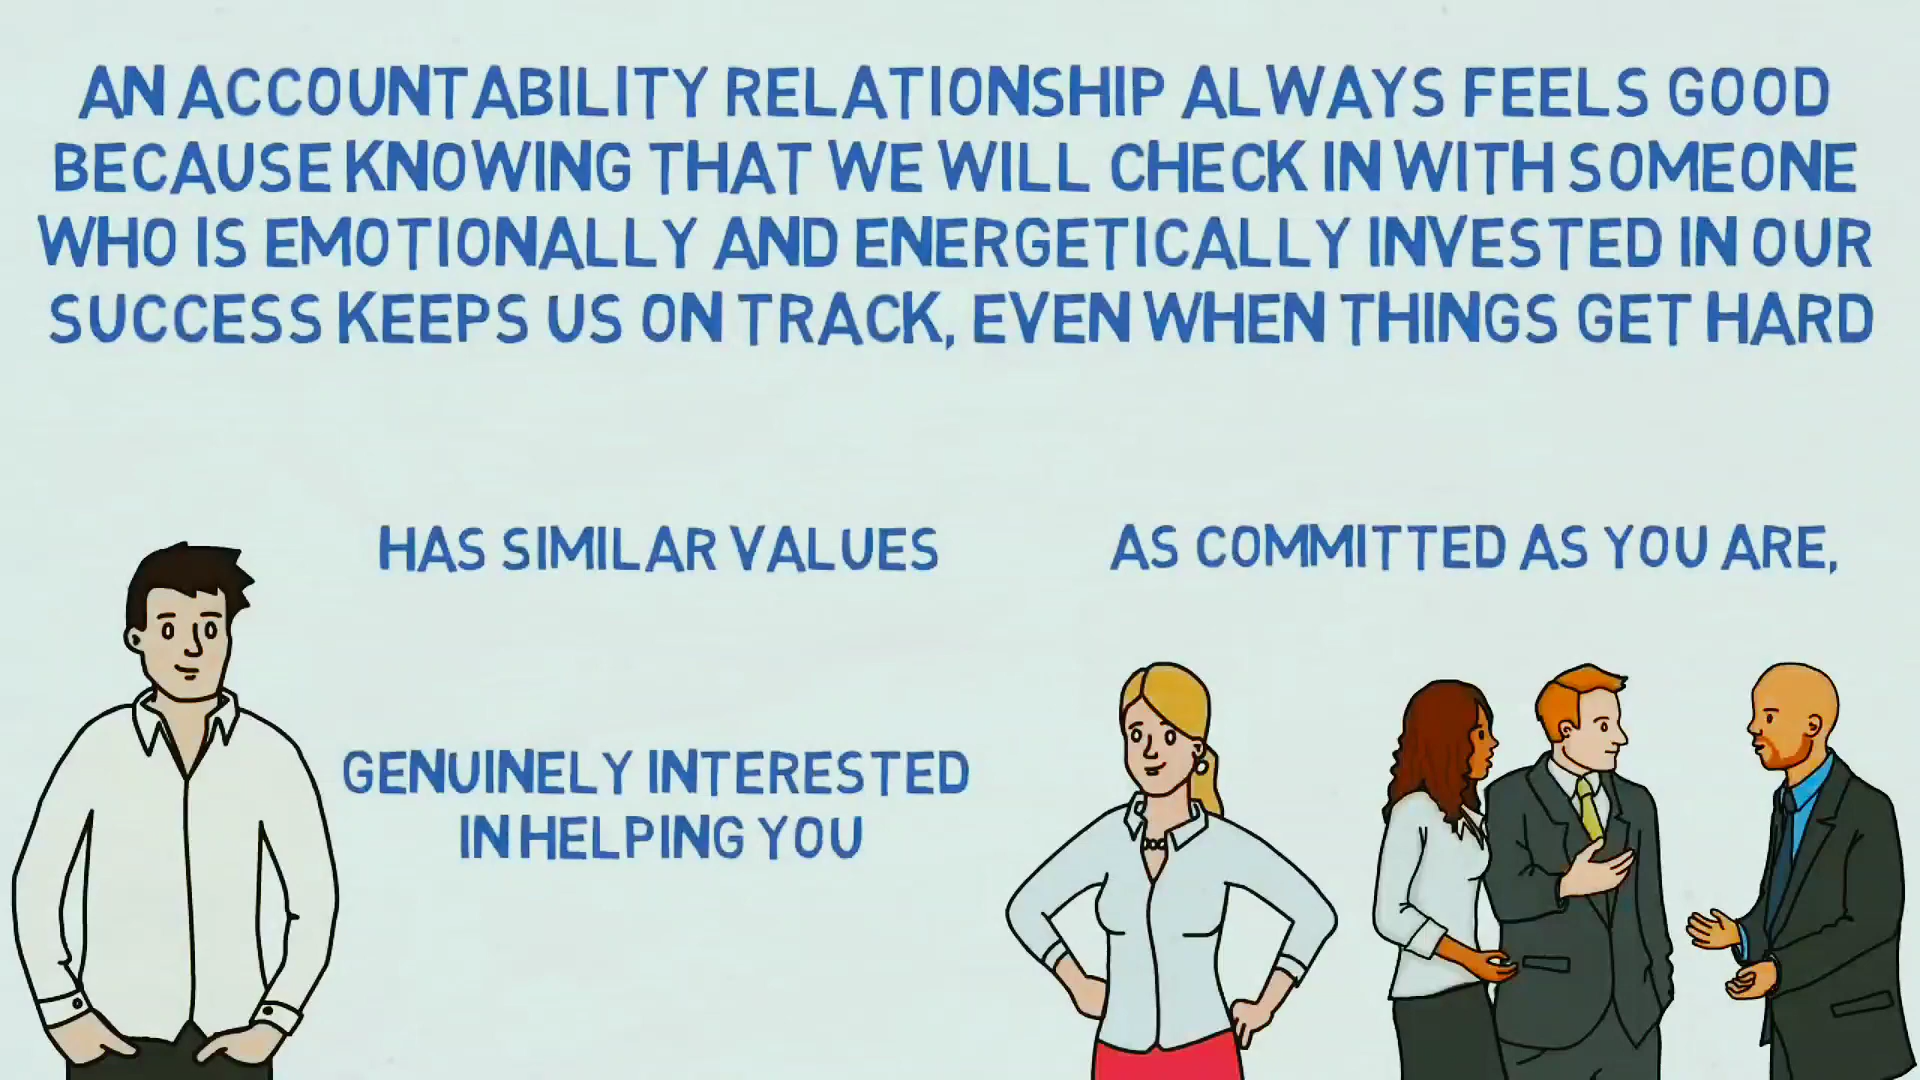 AN ACCOUNTABILITY RELATIONSHIP ALWAYS FEELS GOOD
BECAUSE KNOWING THAT WE WILL CHECK IN WITH SOMEONE
WHO IS EMOTIONALLY AND ENERGETICALLY INVESTED IN OUR
SUCCESS KEEPS US ON TRACK, EVEN WHEN THINGS GET HARD
HAS SIMILAR VALUES
AS COMMITTED AS YOU ARE,
GENUINELY INTERESTED
IN HELPING YOU